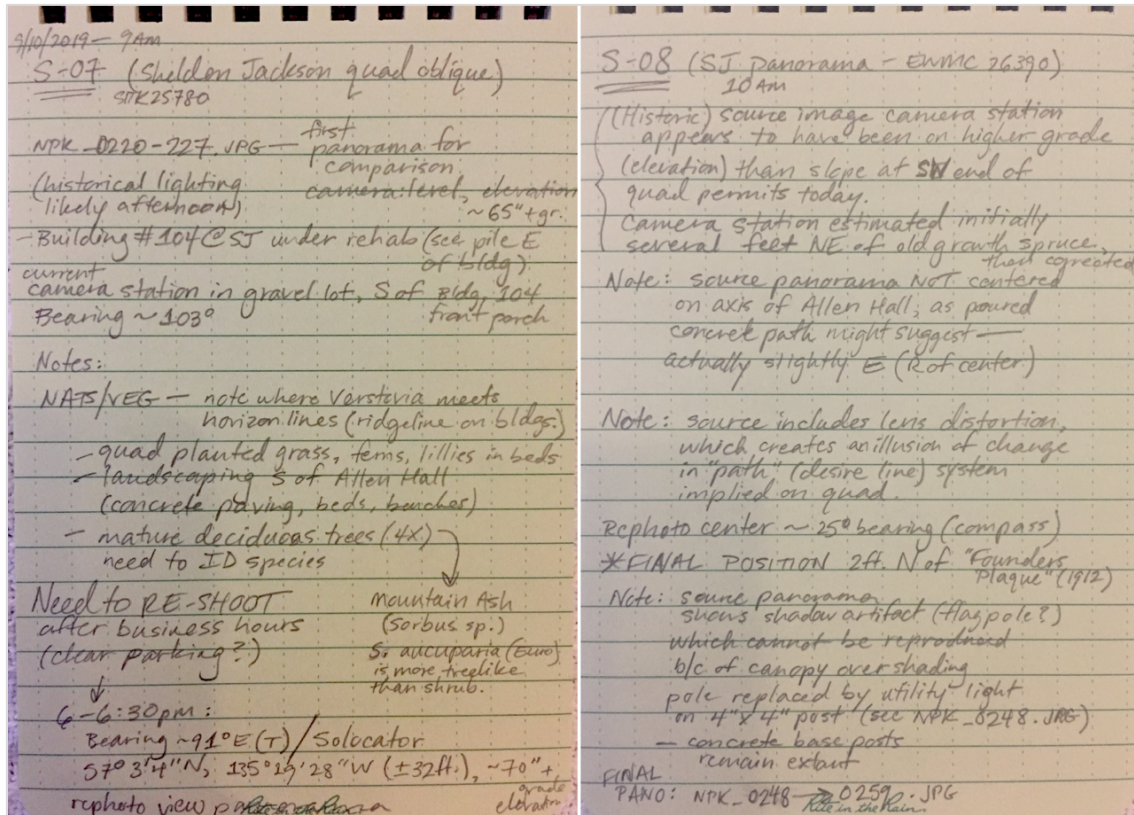 9/10/2019 — 9AM
S-07 (Sheldon Jackson quad oblique)
SITK25780
NPK_0220-227.JPG — first panorama for comparison.
(historical lighting likely afternoon)
camera: level, elevation ~65"+gr.
- Building #104 @ SJ under rehab (see pile E of bldg)
current
camera station in gravel lot, S of Bldg. 104 front porch
Bearing ~103°
Notes:
NATS/VEG — note where Verstovia meets
horizon lines (ridgeline on bldgs.)
- quad planted grass, ferns, lillies in beds
- landscaping S of Allen Hall
(concrete paving, beds, benches)
- mature deciduous trees (4x)
need to ID species
mountain Ash
(Sorbus sp.)
S. aucuparia (Euro)
is more treelike
than shrub.
Need to RE-SHOOT
after business hours
(clear parking?)
6-6:30pm:
Bearing ~91°E(T)/Solocator
57° 3'4"N, 135°19'28"W (±32ft.), ~70"+ grade elevation
rephoto view
S-08 (SJ panorama - EWMC 26390)
10AM
(Historic) source image camera station
appears to have been on higher grade
(elevation) than slope at SW end of
quad permits today.
Camera station estimated initially
several feet NE of old growth spruce,
then corrected
Note: source panorama NOT centered
on axis of Allen Hall, as poured
concrete path might suggest —
actually slightly E (R of center)
Note: source includes lens distortion,
which creates an illusion of change
in "path" (desire line) system
implied on quad.
Rephoto center ~ 25° bearing (compass)
*FINAL POSITION 2ft. N of "Founders
Plaque" (1912)
Note: source panorama
shows shadow artifact (flagpole?)
which cannot be reproduced
b/c of canopy overshading
pole replaced by utility light
on 4"x4" post (see NPK_0248.JPG)
- concrete base posts
remain extant
FINAL
PANO: NPK_0248 → 0259.JPG
Rite in the Rain